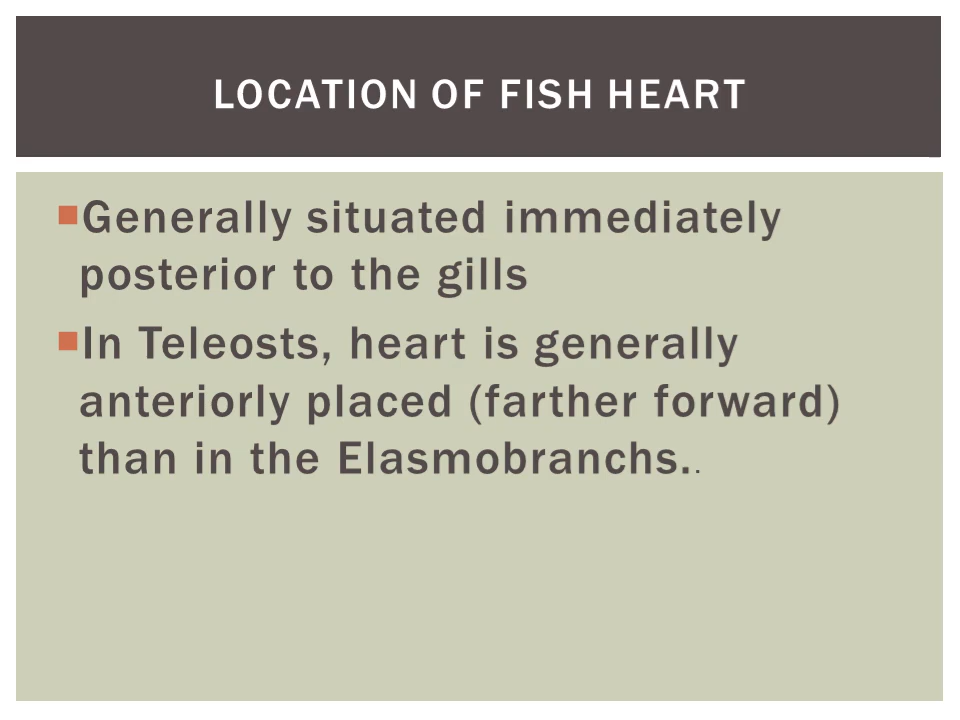 LOCATION OF FISH HEART
Generally situated immediately
posterior to the gills
In Teleosts, heart is generally
anteriorly placed (farther forward)
than in the Elasmobranchs..